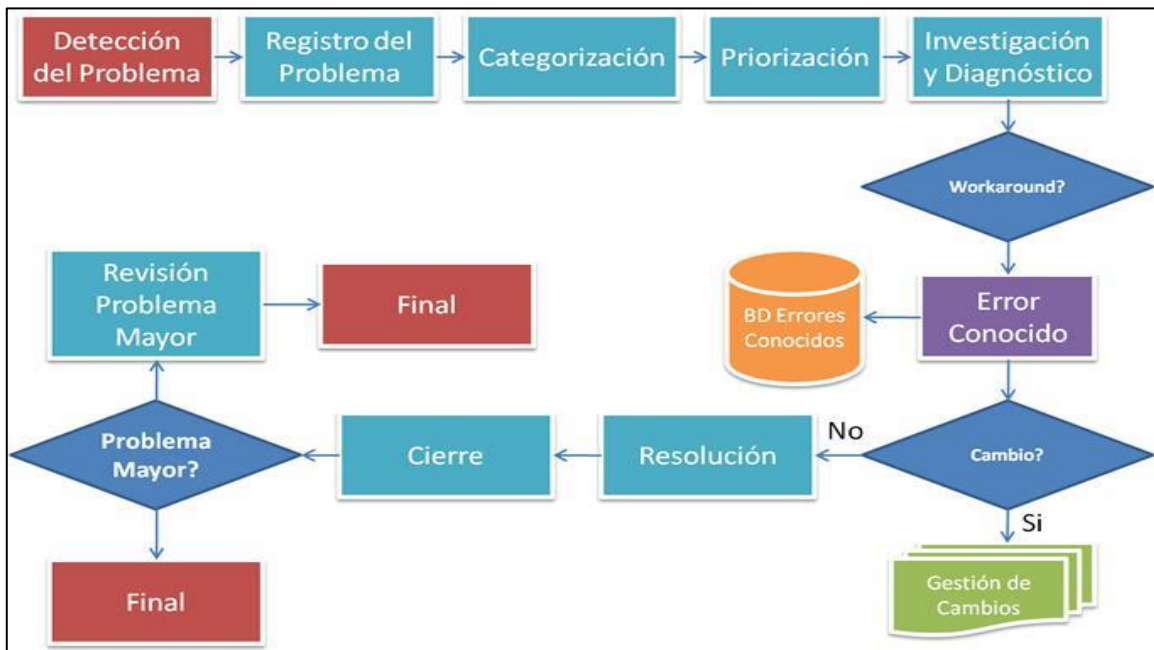 Detección
del Problema
Registro del
Problema
Categorización
Priorización
Investigación
y Diagnóstico
Workaround?
Error
Conocido
BD Errores
Conocidos
Cambio?
No
Si
Gestión de
Cambios
Resolución
Cierre
Problema
Mayor?
Revisión
Problema
Mayor
Final
Final